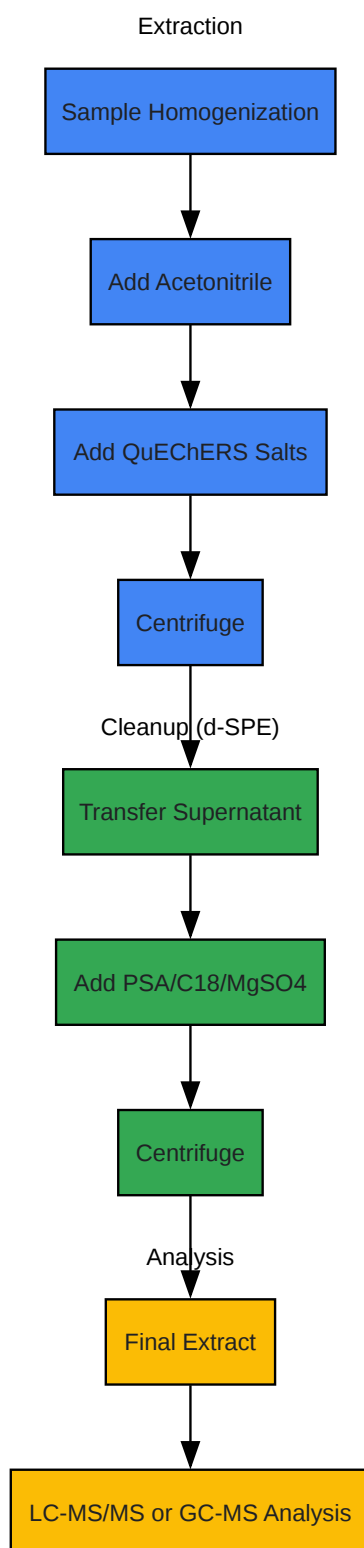 Extraction
Sample Homogenization
Add Acetonitrile
Add QuEChERS Salts
Centrifuge
Cleanup (d-SPE)
Transfer Supernatant
Add PSA/C18/MgSO4
Centrifuge
Analysis
Final Extract
LC-MS/MS or GC-MS Analysis